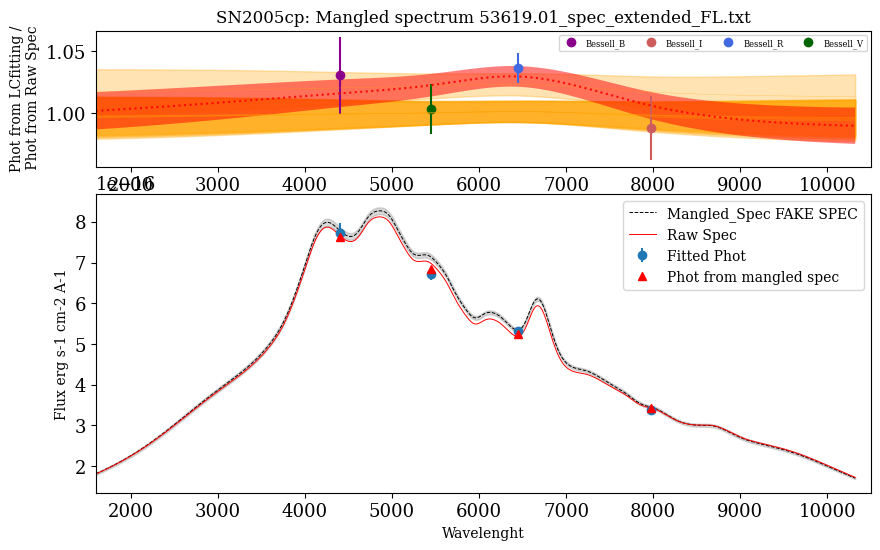 SN2005cp: Mangled spectrum 53619.01_spec_extended_FL.txt
Phot from LCfitting /
Phot from Raw Spec
1.05
1.00
Bessell_B Bessell_I Bessell_R Bessell_V
2000 3000 4000 5000 6000 7000 8000 9000 10000
1e−16
Flux erg s-1 cm-2 A-1
8
7
6
5
4
3
2
Mangled_Spec FAKE SPEC
Raw Spec
Fitted Phot
Phot from mangled spec
2000 3000 4000 5000 6000 7000 8000 9000 10000
Wavelenght